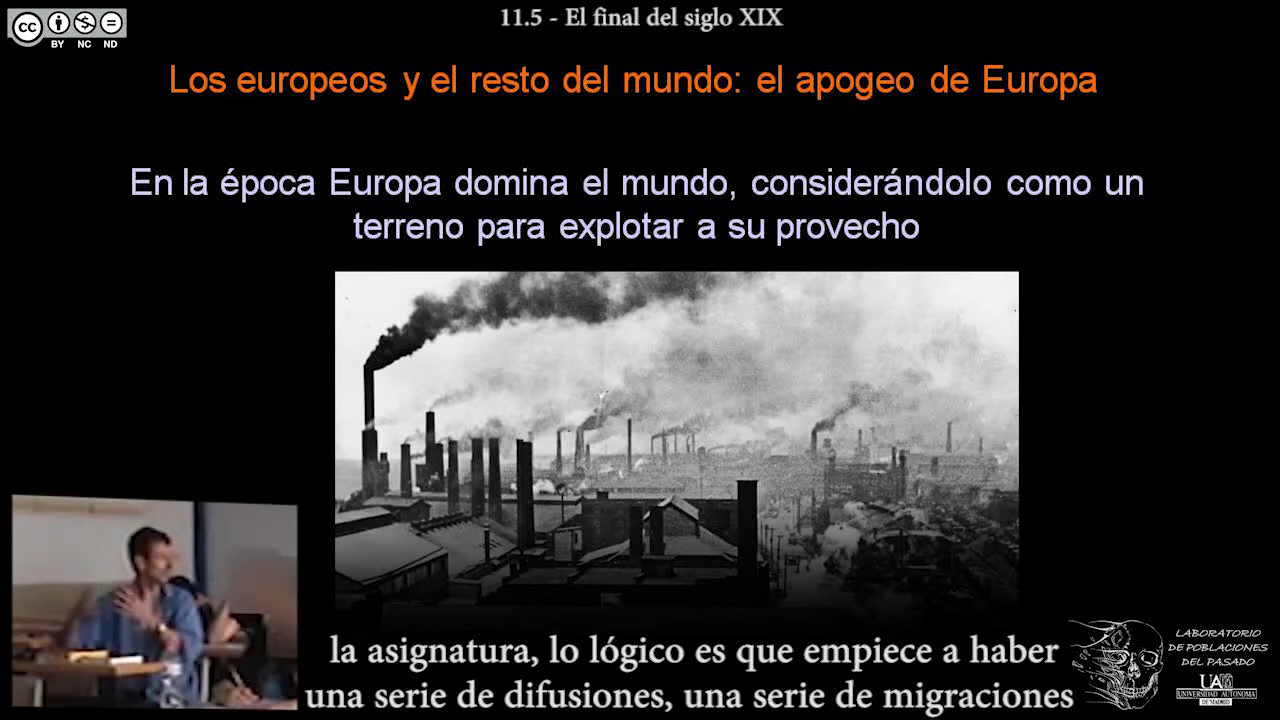 11.5 - El final del siglo XIX
cc
BY NC ND
Los europeos y el resto del mundo: el apogeo de Europa
En la época Europa domina el mundo, considerándolo como un
terreno para explotar a su provecho
la asignatura, lo lógico es que empiece a haber
una serie de difusiones, una serie de migraciones
LABORATORIO
DE POBLACIONES
DEL PASADO
UAM
UNIVERSIDAD AUTONOMA
DE MADRID